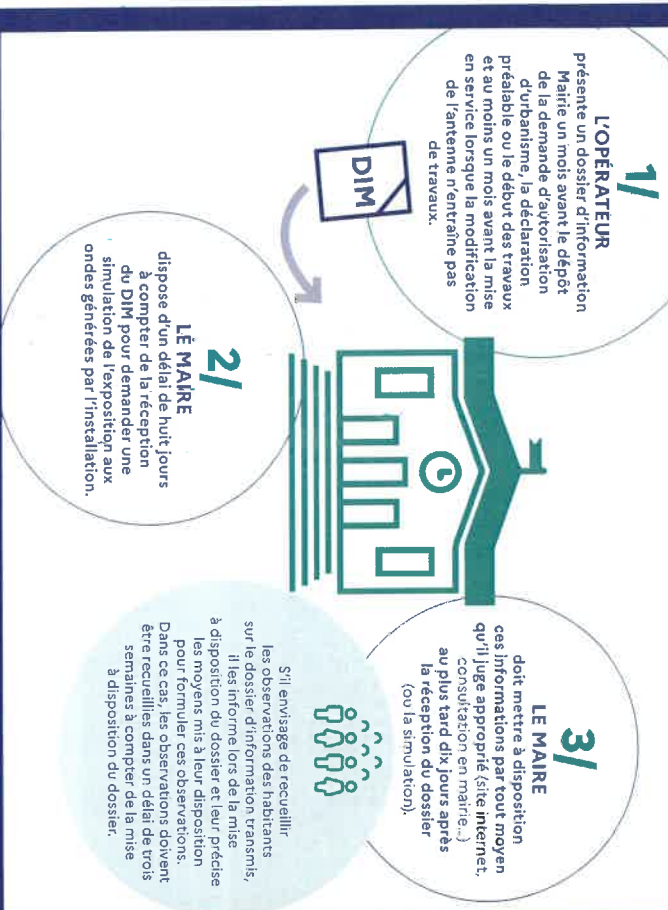 1/
L'OPÉRATEUR
présente un dossier d'information
Mairie un mois avant le dépôt
de la demande d'autorisation
d'urbanisme, la déclaration
préalable ou le début des travaux
et au moins un mois avant la mise
en service lorsque la modification
de l'antenne n'entraîne pas
de travaux.
DIM
2/
LE MAIRE
dispose d'un délai de huit jours
à compter de la réception
du DIM pour demander une
simulation de l'exposition aux
ondes générées par l'installation.
3/
LE MAIRE
doit mettre à disposition
ces informations par tout moyen
qu'il juge approprié (site internet,
consultation en mairie...)
au plus tard dix jours après
la réception du dossier
(ou la simulation).
S'il envisage de recueillir
les observations des habitants
sur le dossier d'information transmis,
il les informe lors de la mise
à disposition du dossier et leur précise
les moyens mis à leur disposition
pour formuler ces observations.
Dans ce cas, les observations doivent
être recueillies dans un délai de trois
semaines à compter de la mise
à disposition du dossier.